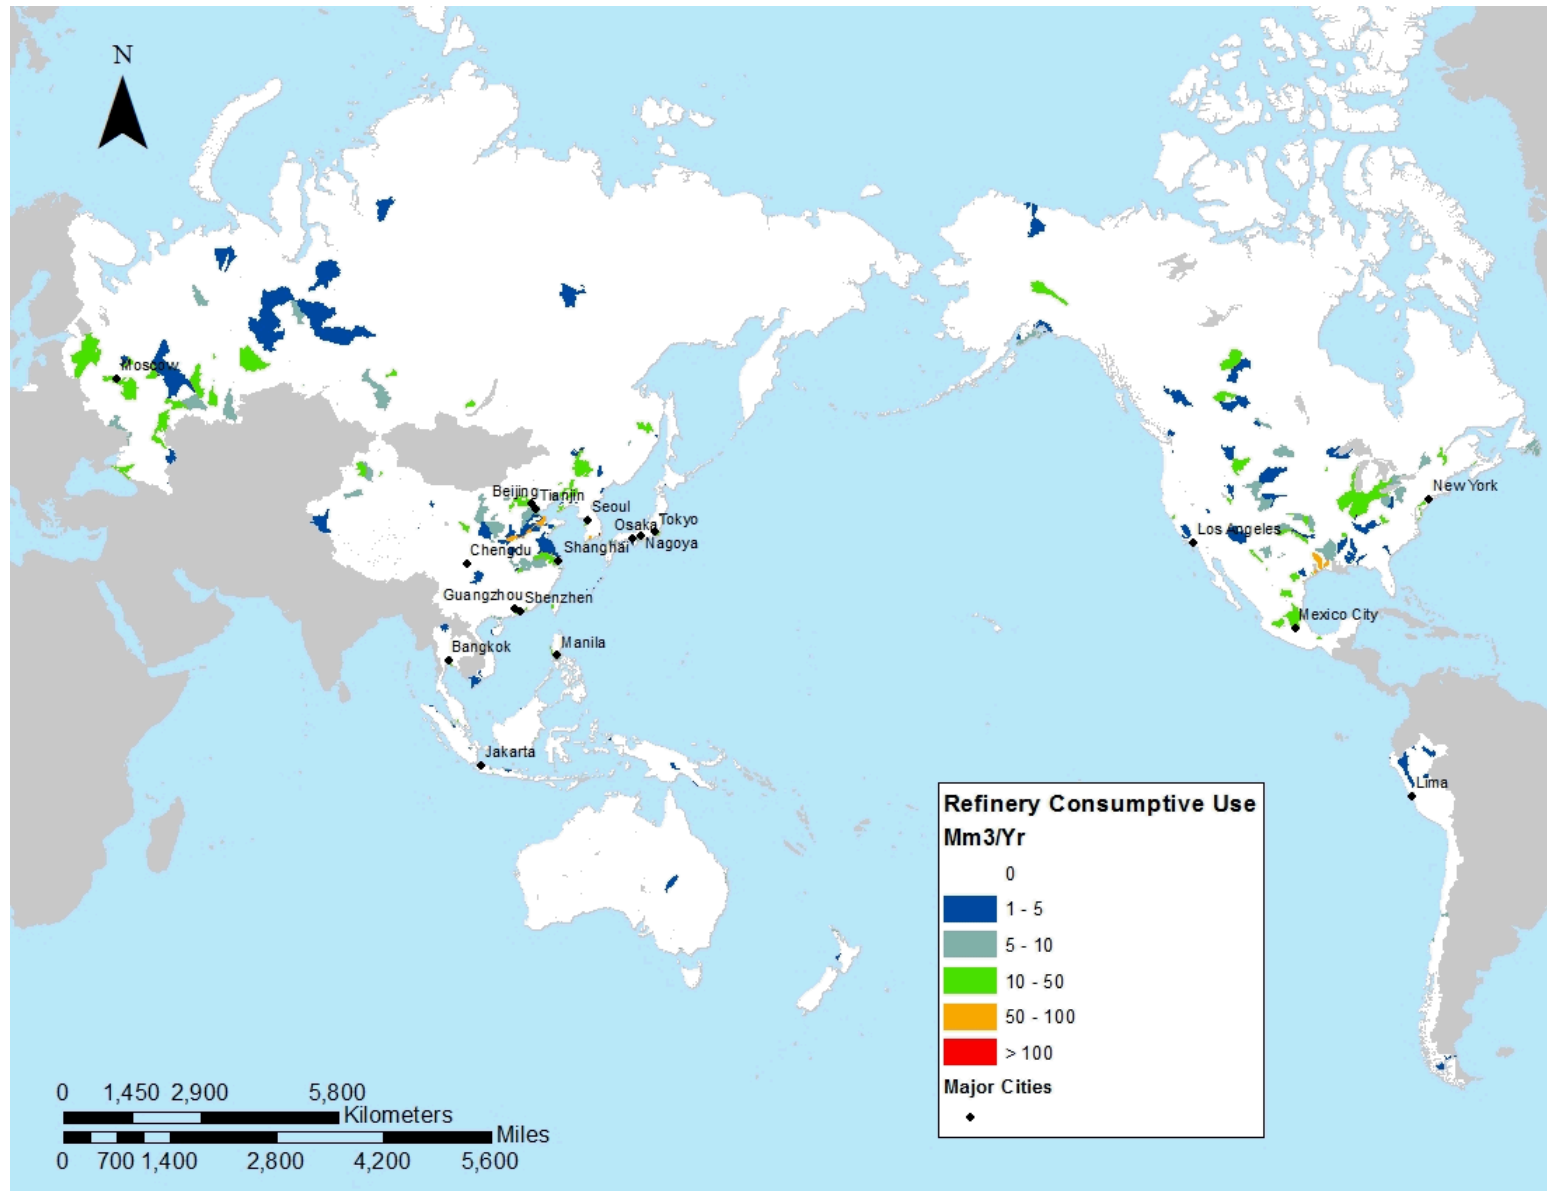 N
Moscow
Beijing
Tianjin
Seoul
Osaka
Tokyo
Nagoya
Chengdu
Shanghai
Guangzhou
Shenzhen
Bangkok
Manila
Jakarta
New York
Los Angeles
Mexico City
Lima
Refinery Consumptive Use
Mm3/Yr
0
1 - 5
5 - 10
10 - 50
50 - 100
> 100
Major Cities
0 1,450 2,900 5,800
Kilometers
Miles
0 700 1,400 2,800 4,200 5,600